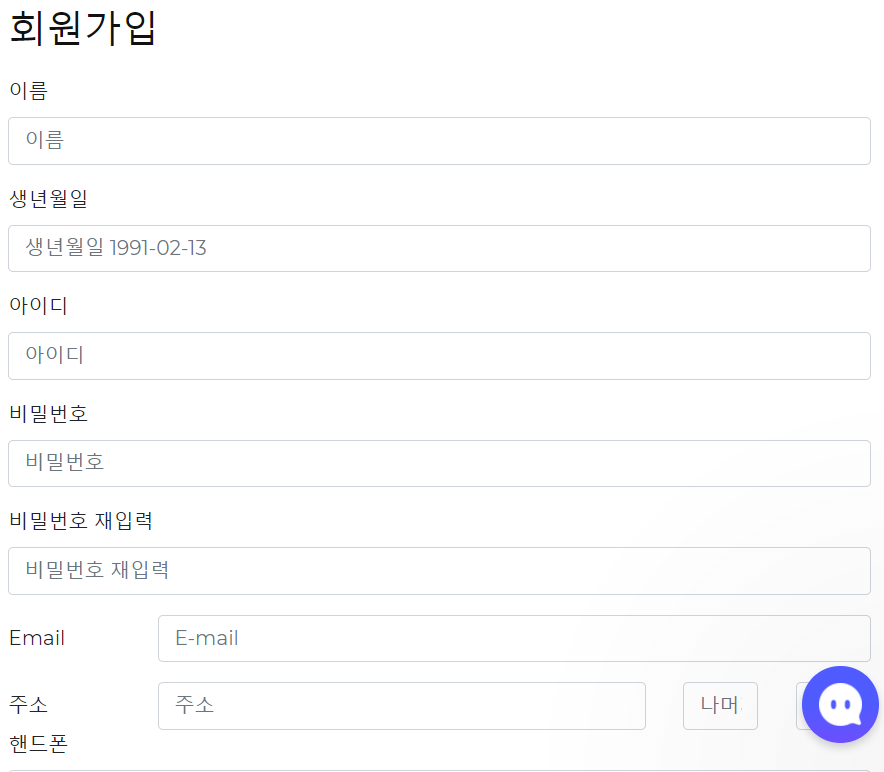 회원가입
이름
이름
생년월일
생년월일 1991-02-13
아이디
아이디
비밀번호
비밀번호
비밀번호 재입력
비밀번호 재입력
Email E-mail
주소 주소 나머
핸드폰